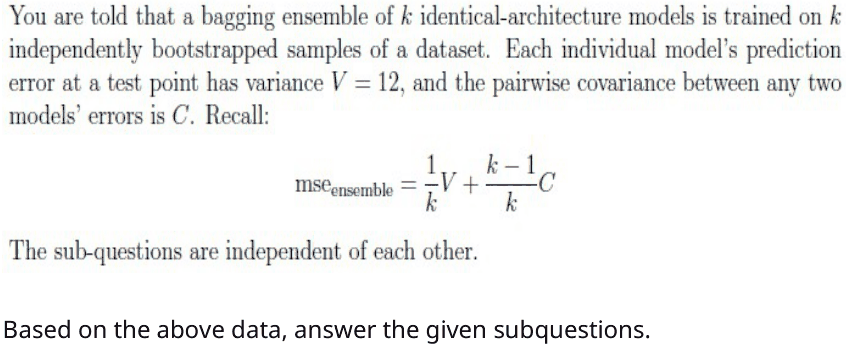 You are told that a bagging ensemble of k identical-architecture models is trained on k
independently bootstrapped samples of a dataset. Each individual model's prediction
error at a test point has variance V = 12, and the pairwise covariance between any two
models' errors is C. Recall:
mse_ensemble = \frac{1}{k}V + \frac{k-1}{k}C
The sub-questions are independent of each other.
Based on the above data, answer the given subquestions.